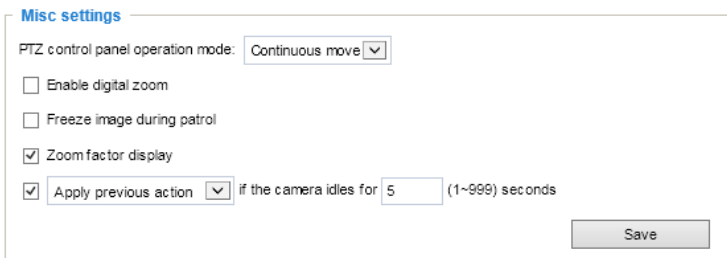 Misc settings
PTZ control panel operation mode: Continuous move
Enable digital zoom
Freeze image during patrol
Zoom factor display
Apply previous action if the camera idles for 5 (1~999) seconds
Save